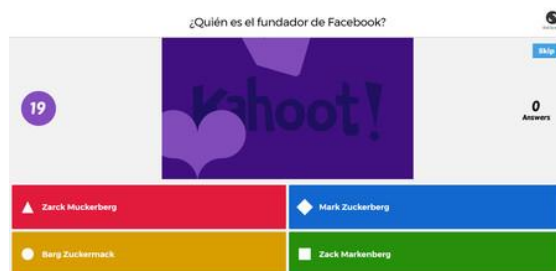 ¿Quién es el fundador de Facebook?
Skip
19
Kahoot!
0
Answers
Zarck Muckerberg
Mark Zuckerberg
Berg Zuckermack
Zack Markenberg